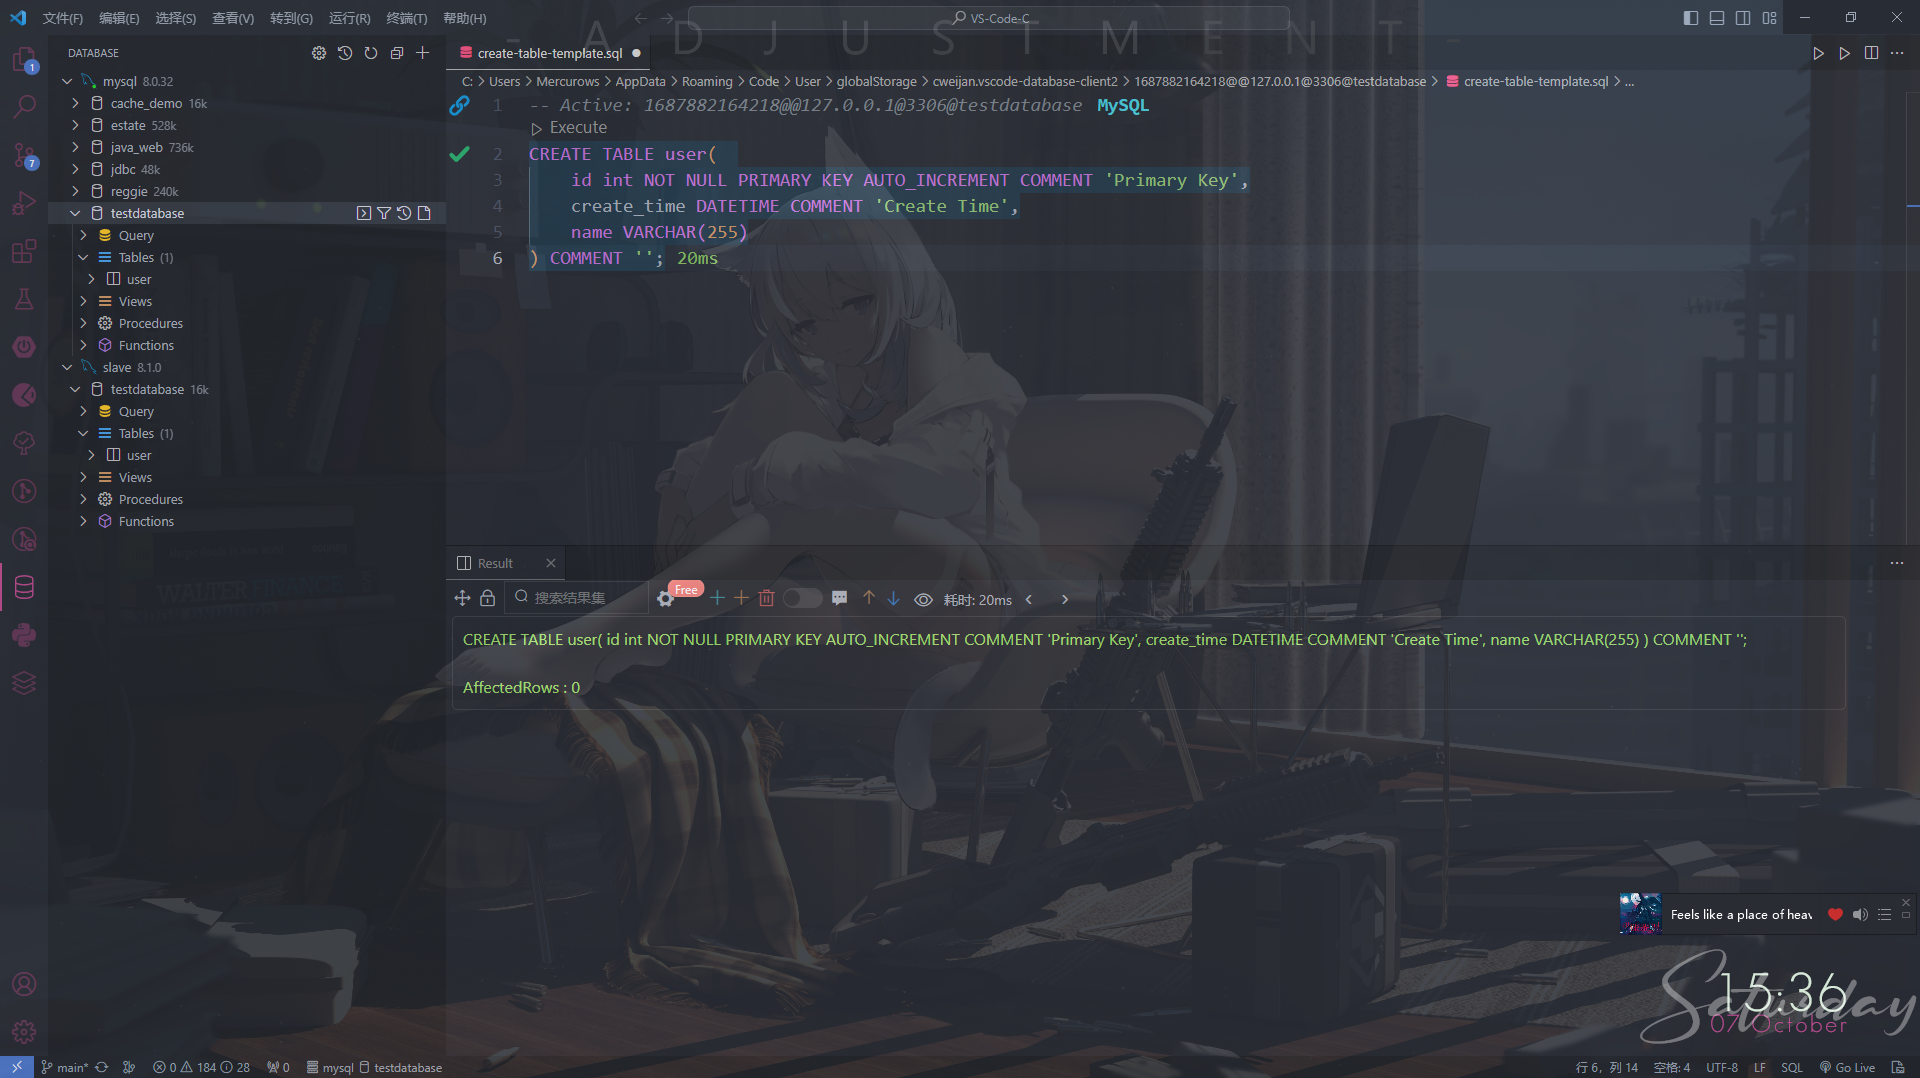 文件(F) 编辑(E) 选择(S) 查看(V) 转到(G) 运行(R) 终端(T) 帮助(H)
VS-Code-C
- A D J U S T M E N T -
DATABASE
create-table-template.sql
C: > Users > Mercurows > AppData > Roaming > Code > User > globalStorage > cweijan.vscode-database-client2 > 1687882164218@@127.0.0.1@3306@testdatabase > create-table-template.sql > ...
mysql 8.0.32
cache_demo 16k
estate 528k
java_web 736k
jdbc 48k
reggie 240k
testdatabase
Query
Tables (1)
user
Views
Procedures
Functions
slave 8.1.0
testdatabase 16k
Query
Tables (1)
user
Views
Procedures
Functions
1 -- Active: 1687882164218@@127.0.0.1@3306@testdatabase MySQL
Execute
2 CREATE TABLE user(
3 id int NOT NULL PRIMARY KEY AUTO_INCREMENT COMMENT 'Primary Key',
4 create_time DATETIME COMMENT 'Create Time',
5 name VARCHAR(255)
6 ) COMMENT ''; 20ms
Result
搜索结果集
Free
耗时: 20ms
CREATE TABLE user( id int NOT NULL PRIMARY KEY AUTO_INCREMENT COMMENT 'Primary Key', create_time DATETIME COMMENT 'Create Time', name VARCHAR(255) ) COMMENT '';
AffectedRows : 0
1
7
WALTER
Feels like a place of heav
15:36
Saturday
07 October
main* 0 184 28 0 mysql testdatabase
行 6，列 14 空格: 4 UTF-8 LF SQL Go Live